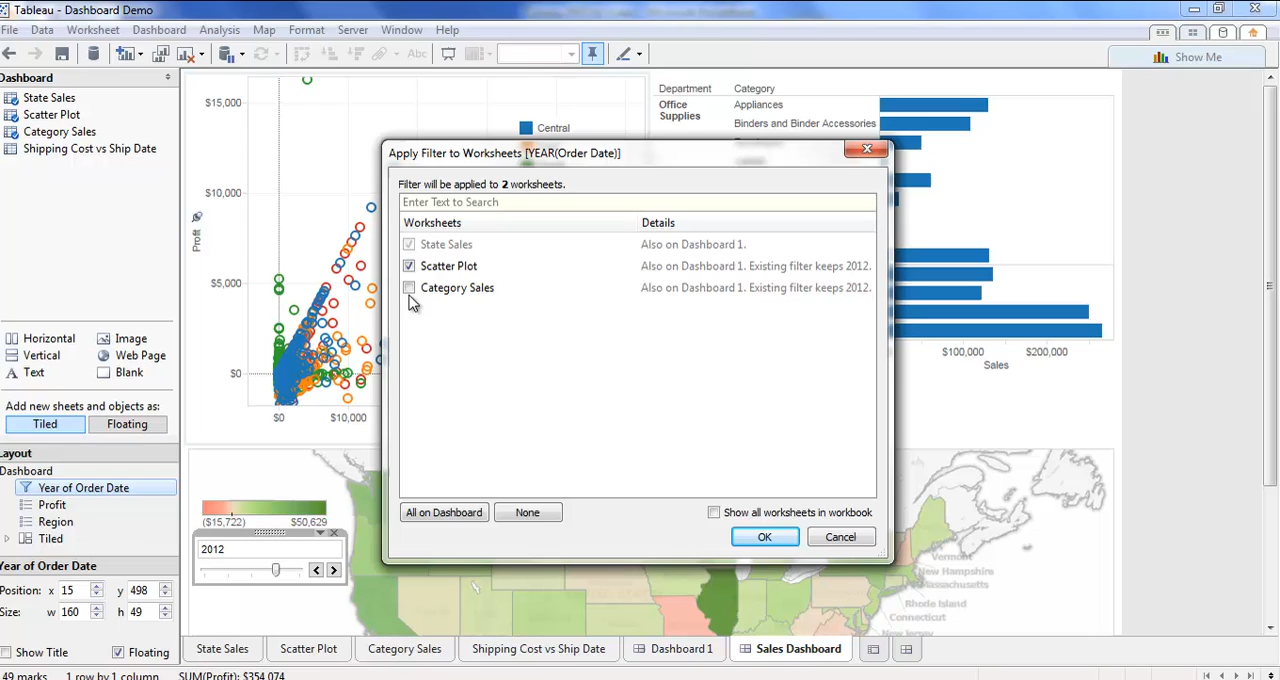 Tableau - Dashboard Demo
File Data Worksheet Dashboard Analysis Map Format Server Window Help
Abc
Show Me
Dashboard
State Sales
Scatter Plot
Category Sales
Shipping Cost vs Ship Date
Horizontal Image
Vertical Web Page
A Text Blank
Add new sheets and objects as:
Tiled Floating
Layout
Dashboard
Year of Order Date
Profit
Region
Tiled
Year of Order Date
Position: x 15 y 498
Size: w 160 h 49
Show Title Floating
$15,000
$10,000
$5,000
$0
Profit
$0 $10,000
Central
Department Category
Office Supplies Appliances
Binders and Binder Accessories
$100,000 $200,000
Sales
Apply Filter to Worksheets [YEAR(Order Date)]
Filter will be applied to 2 worksheets.
Enter Text to Search
Worksheets Details
State Sales Also on Dashboard 1.
Scatter Plot Also on Dashboard 1. Existing filter keeps 2012.
Category Sales Also on Dashboard 1. Existing filter keeps 2012.
All on Dashboard None Show all worksheets in workbook
OK Cancel
($15,722) $50,629
2012
Vermont
New Hampshire
Massachusetts
Rhode Island
Connecticut
New Jersey
State Sales Scatter Plot Category Sales Shipping Cost vs Ship Date Dashboard 1 Sales Dashboard
49 marks 1 row by 1 column SUM(Profit): $354,074